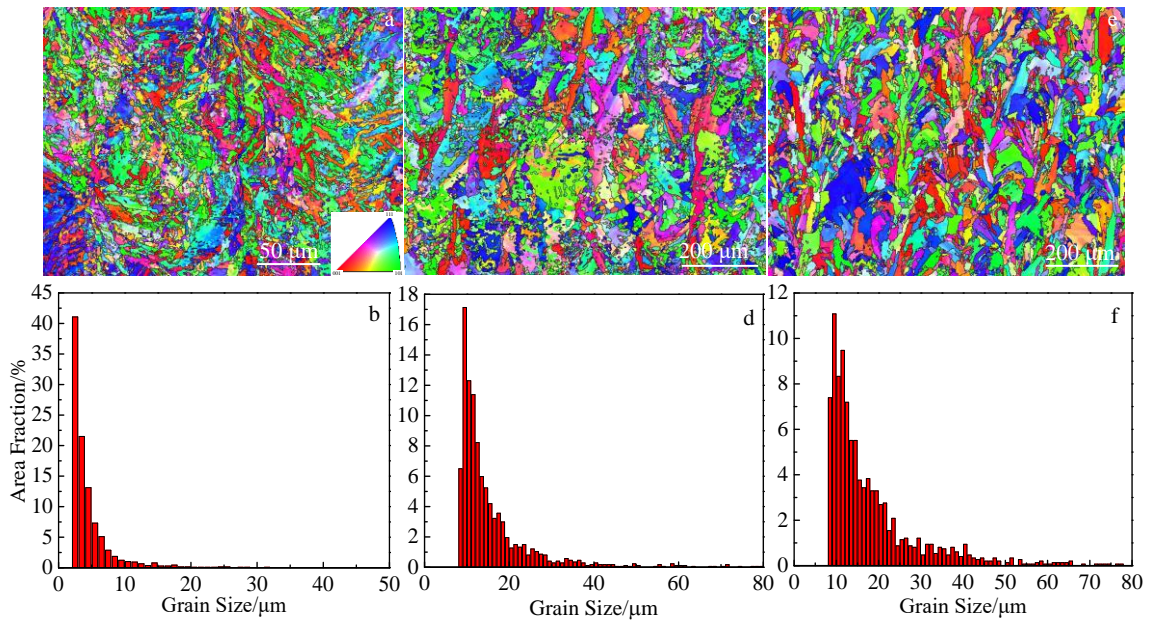 a
c
e
111
001
101
50 μm
200 μm
200 μm
b
d
f
45
40
35
30
25
20
15
10
5
0
18
16
14
12
10
8
6
4
2
0
12
10
8
6
4
2
0
Area Fraction/%
0 10 20 30 40 50
0 20 40 60 80
0 10 20 30 40 50 60 70 80
Grain Size/μm
Grain Size/μm
Grain Size/μm